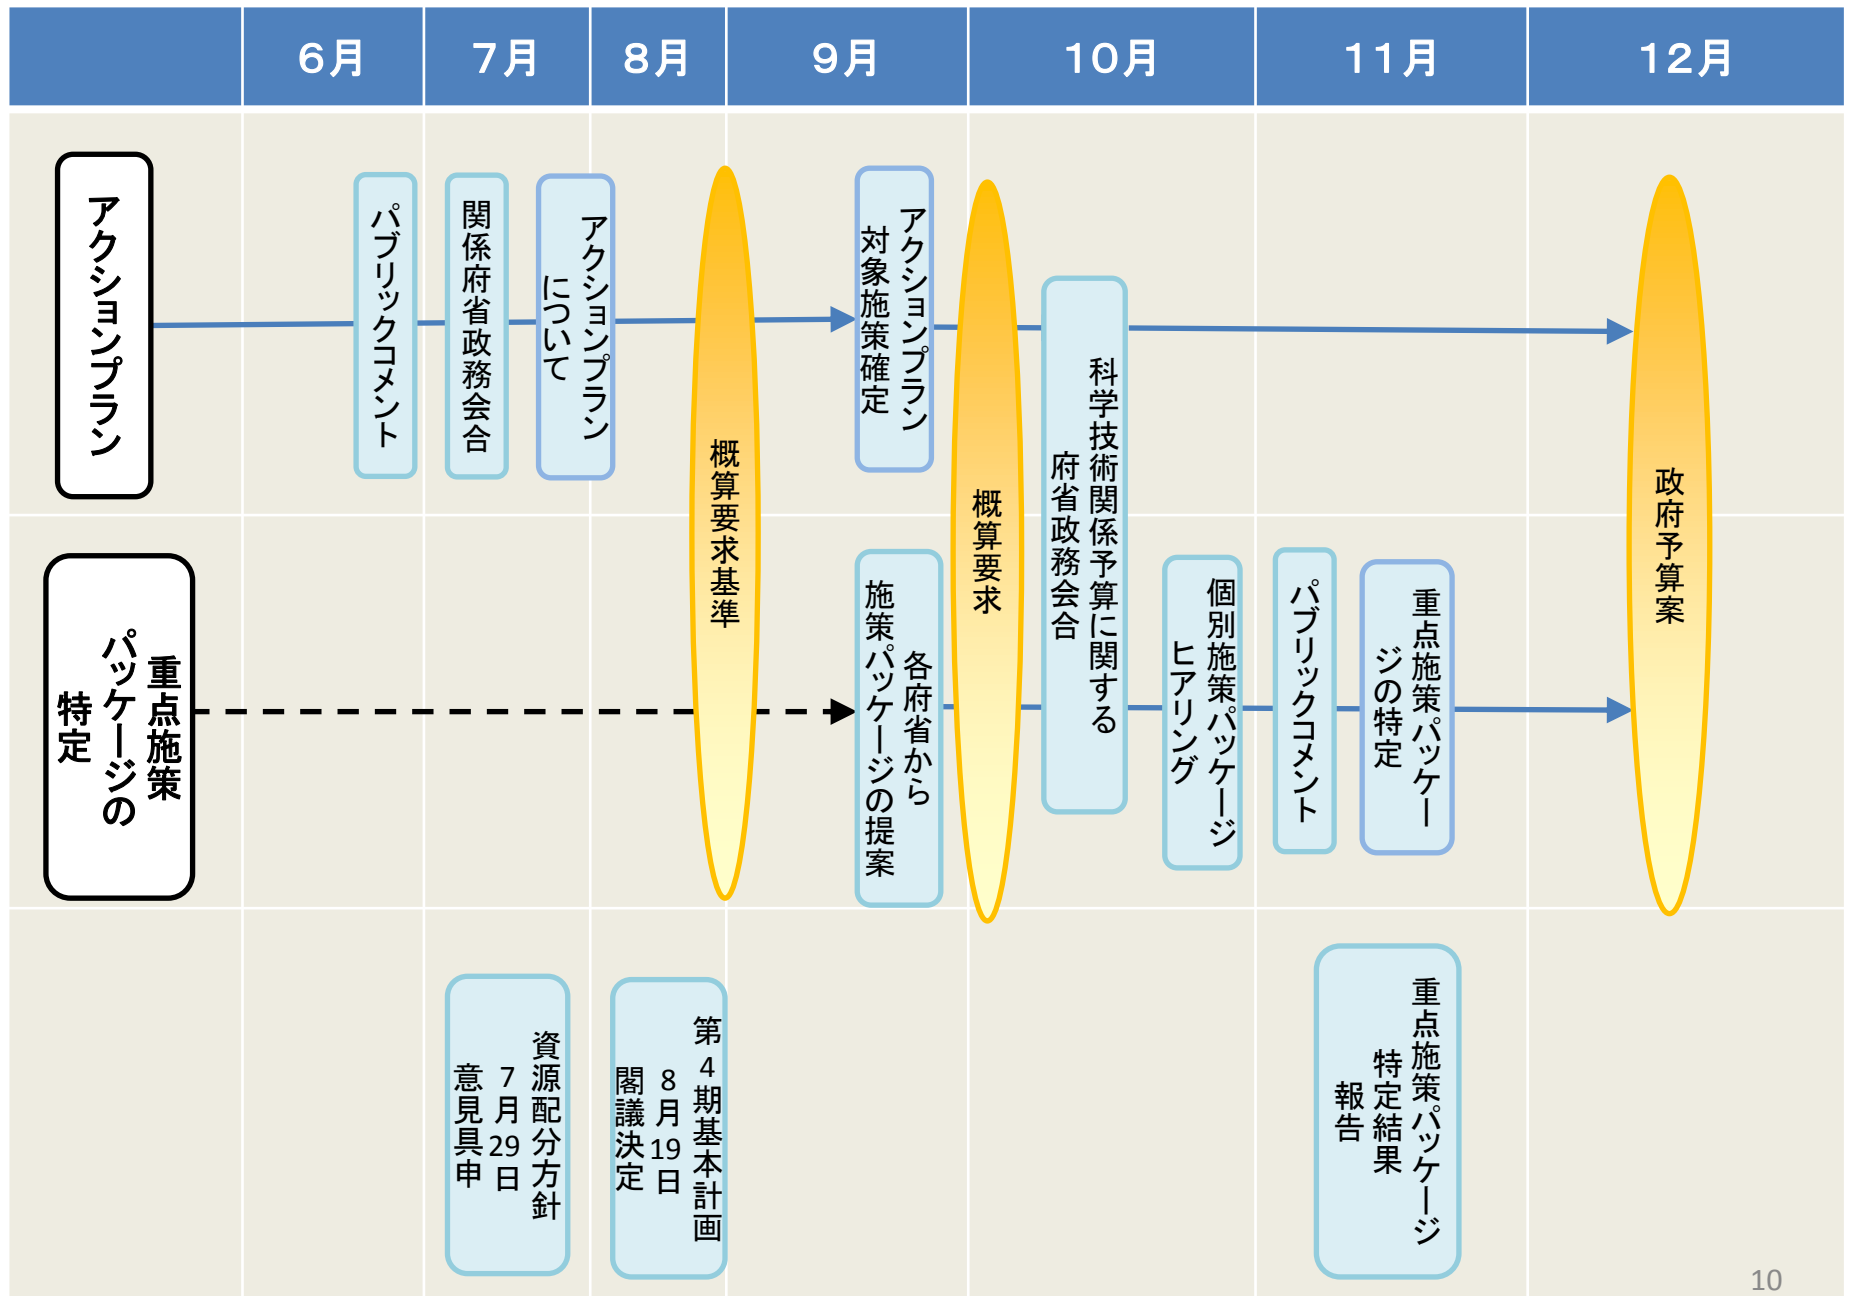 6月
7月
8月
9月
10月
11月
12月
アクションプラン
パブリックコメント
関係府省政務会合
アクションプラン
について
概算要求基準
アクションプラン
対象施策確定
概算要求
科学技術関係予算に関する
府省政務会合
政府予算案
重点施策
パッケージの
特定
各府省から
施策パッケージの提案
個別施策パッケージ
ヒアリング
パブリックコメント
重点施策パッケー
ジの特定
資源配分方針
7月29日
意見具申
第4期基本計画
8月19日
閣議決定
重点施策パッケージ
特定結果
報告
10